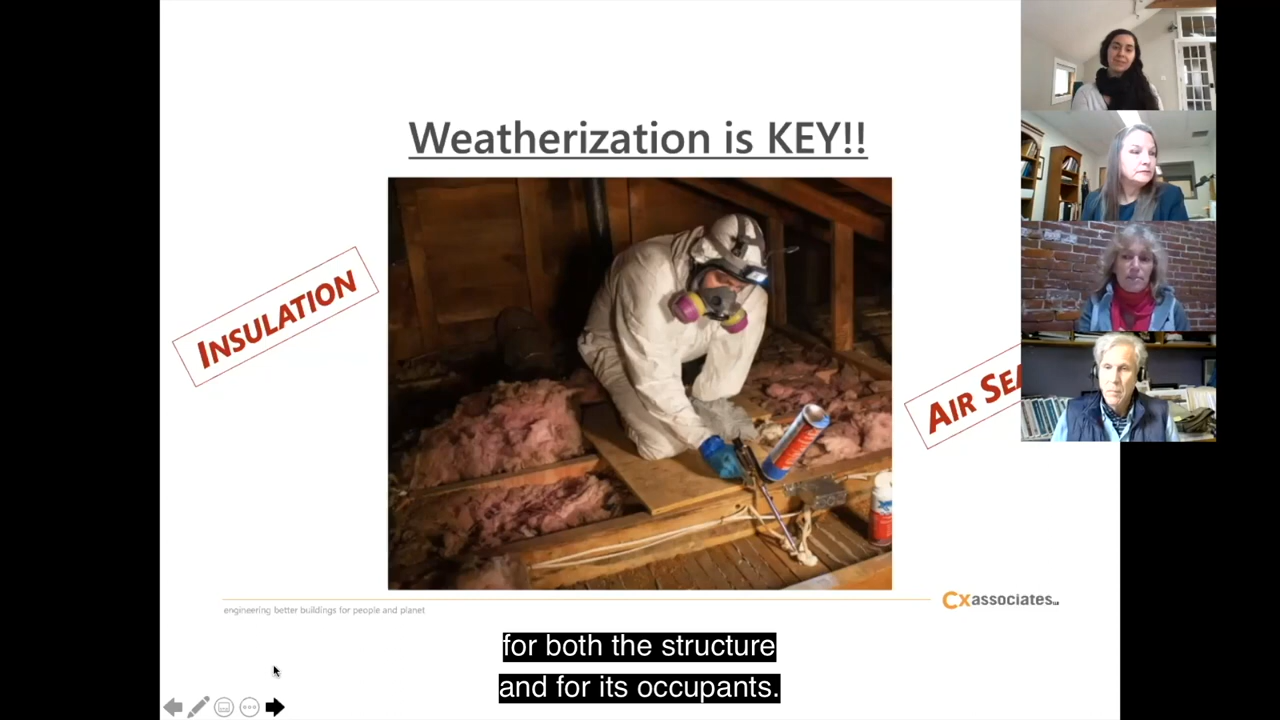 Weatherization is KEY!!
INSULATION
AIR
engineering better buildings for people and planet
CXassociates
for both the structure
and for its occupants.